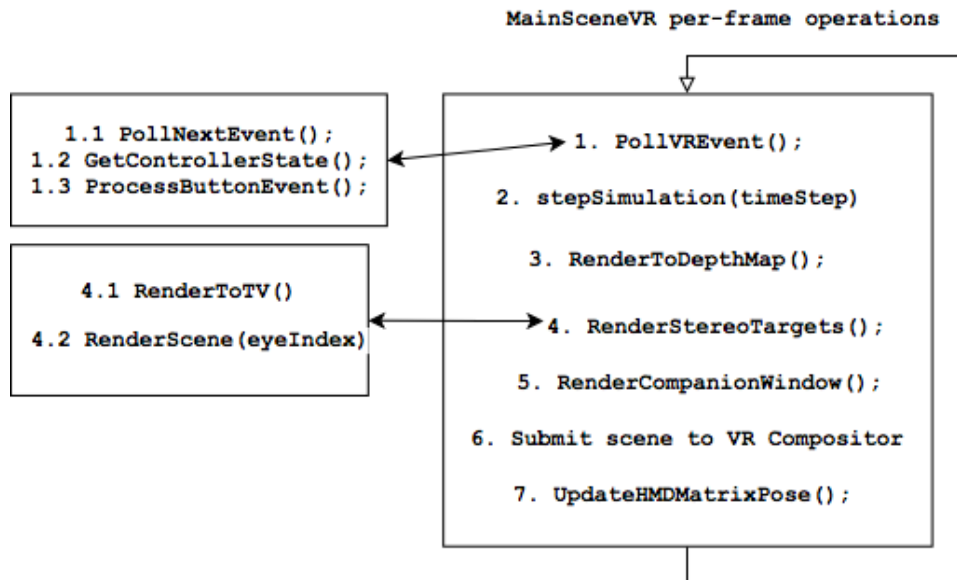 MainSceneVR per-frame operations
1.1 PollNextEvent();
1.2 GetControllerState();
1.3 ProcessButtonEvent();
4.1 RenderToTV()
4.2 RenderScene(eyeIndex)
1. PollVREvent();
2. stepSimulation(timeStep)
3. RenderToDepthMap();
4. RenderStereoTargets();
5. RenderCompanionWindow();
6. Submit scene to VR Compositor
7. UpdateHMDMatrixPose();